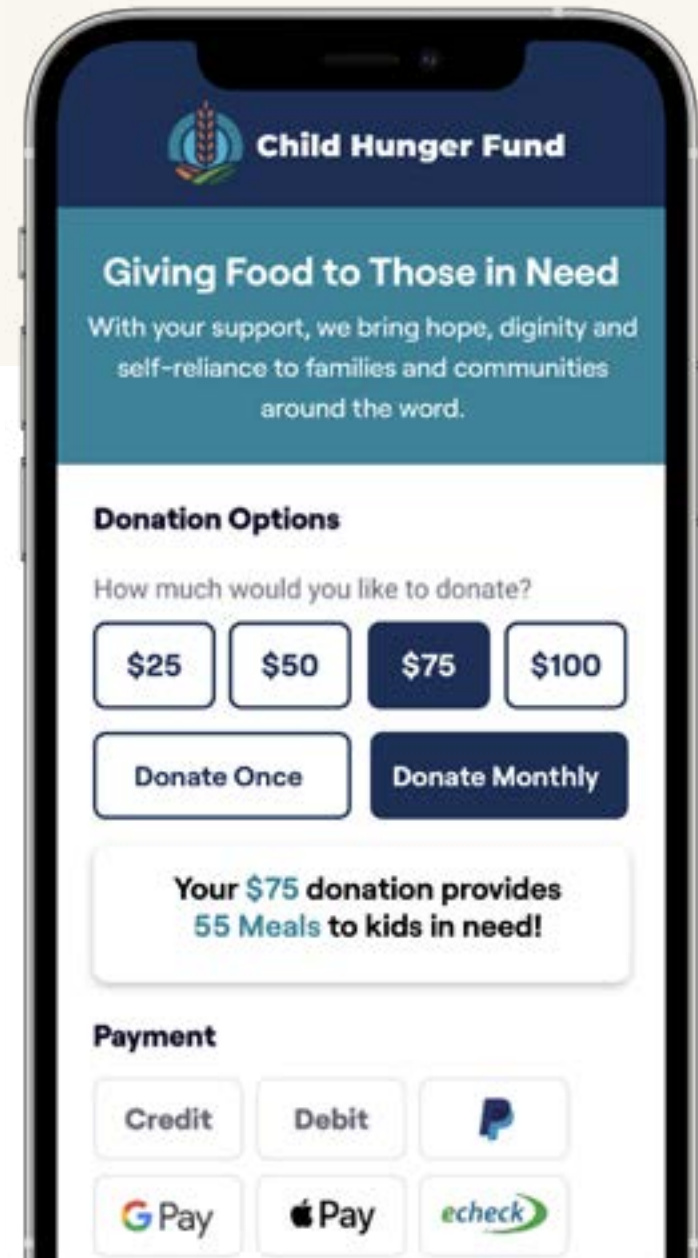 Child Hunger Fund
Giving Food to Those in Need
With your support, we bring hope, diginity and
self-reliance to families and communities
around the word.
Donation Options
How much would you like to donate?
$25 $50 $75 $100
Donate Once Donate Monthly
Your $75 donation provides
55 Meals to kids in need!
Payment
Credit Debit P
G Pay Pay echeck